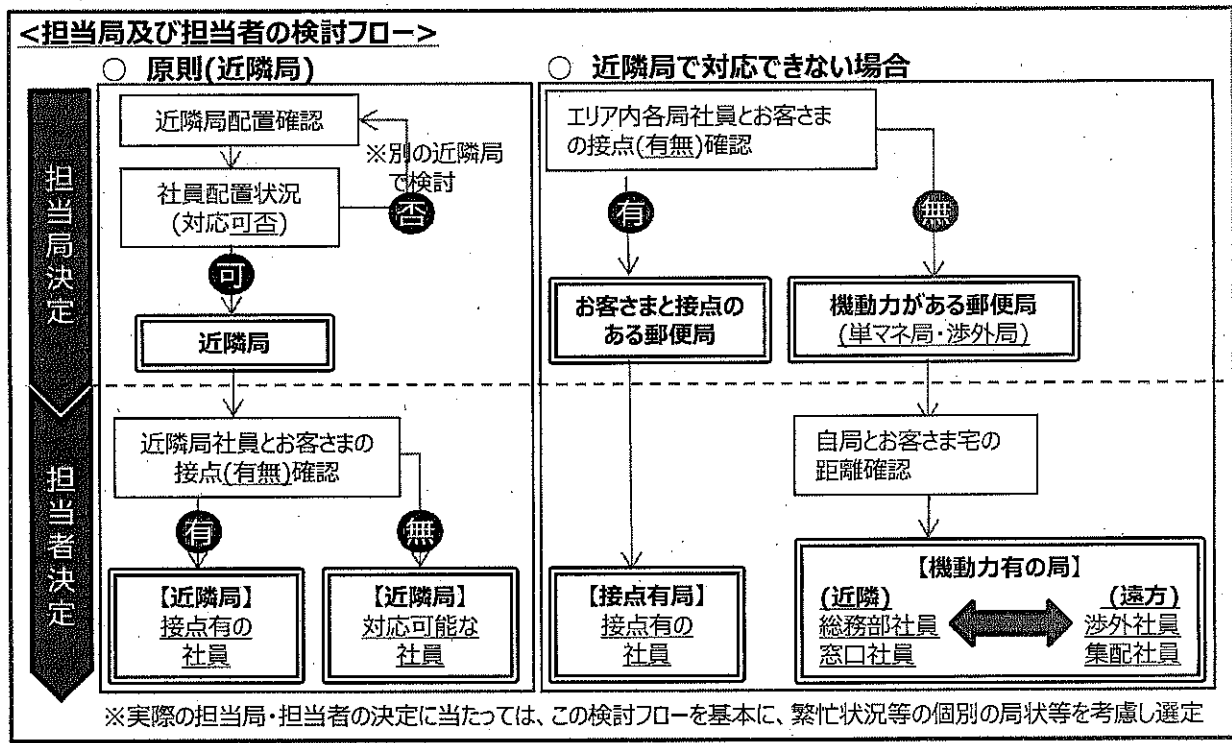 <担当局及び担当者の検討フロー>
○ 原則(近隣局)
近隣局配置確認
※別の近隣局
で検討
社員配置状況
(対応可否)
否
可
近隣局
近隣局社員とお客さまの
接点(有無)確認
有
無
【近隣局】
接点有の
社員
【近隣局】
対応可能な
社員
○ 近隣局で対応できない場合
エリア内各局社員とお客さま
の接点(有無)確認
有
無
お客さまと接点の
ある郵便局
機動力がある郵便局
(単マネ局・渉外局)
自局とお客さま宅の
距離確認
【接点有局】
接点有の
社員
【機動力有の局】
(近隣)
総務部社員
窓口社員
(遠方)
渉外社員
集配社員
担当局決定
担当者決定
※実際の担当局・担当者の決定に当たっては、この検討フローを基本に、繁忙状況等の個別の局状等を考慮し選定